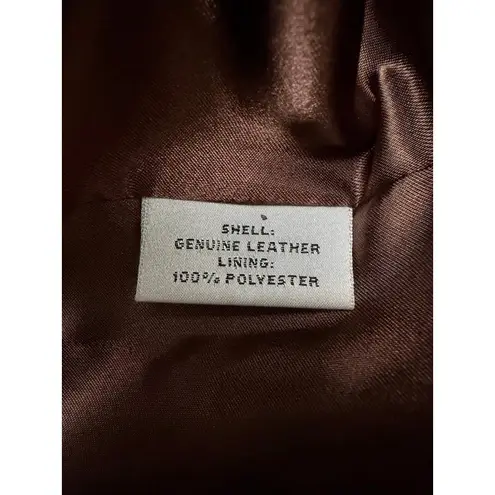 SHELL:
GENUINE LEATHER
LINING:
100% POLYESTER